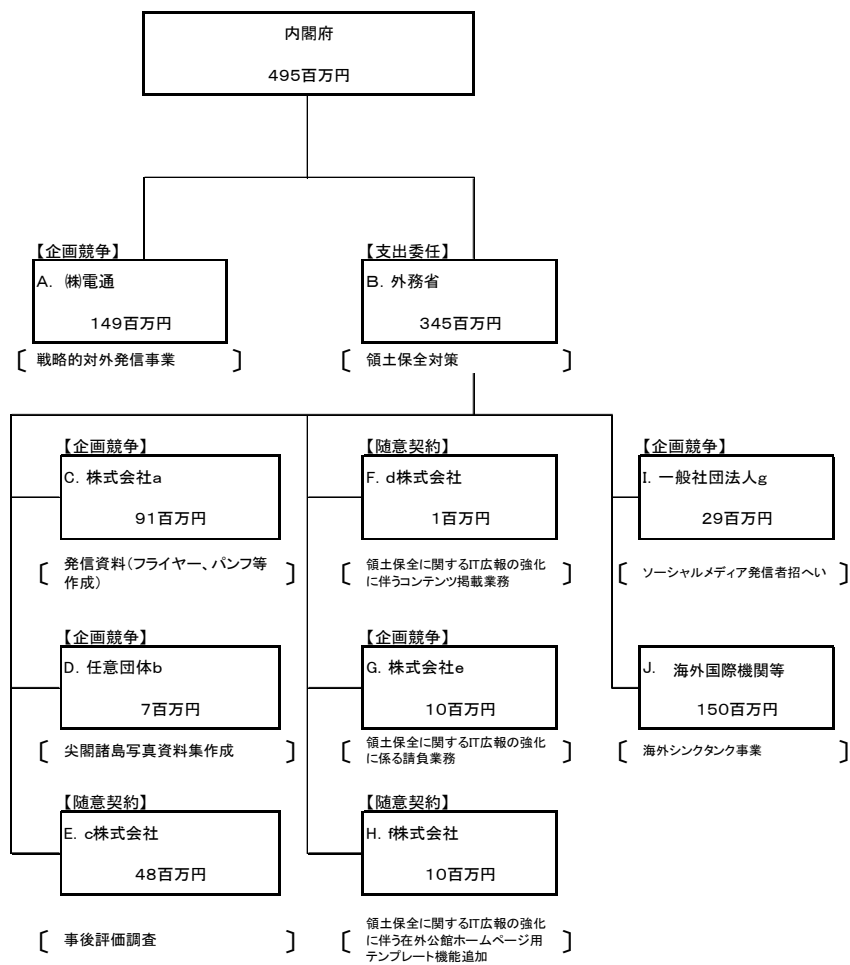 内閣府
495百万円
【企画競争】
A. ㈱電通
149百万円
戦略的対外発信事業
【支出委任】
B. 外務省
345百万円
領土保全対策
【企画競争】
C. 株式会社a
91百万円
発信資料(フライヤー、パンフ等
作成)
【企画競争】
D. 任意団体b
7百万円
尖閣諸島写真資料集作成
【随意契約】
E. c株式会社
48百万円
事後評価調査
【随意契約】
F. d株式会社
1百万円
領土保全に関するIT広報の強化
に伴うコンテンツ掲載業務
【企画競争】
G. 株式会社e
10百万円
領土保全に関するIT広報の強化
に係る請負業務
【随意契約】
H. f株式会社
10百万円
領土保全に関するIT広報の強化
に伴う在外公館ホームページ用
テンプレート機能追加
【企画競争】
I. 一般社団法人g
29百万円
ソーシャルメディア発信者招へい
J. 海外国際機関等
150百万円
海外シンクタンク事業